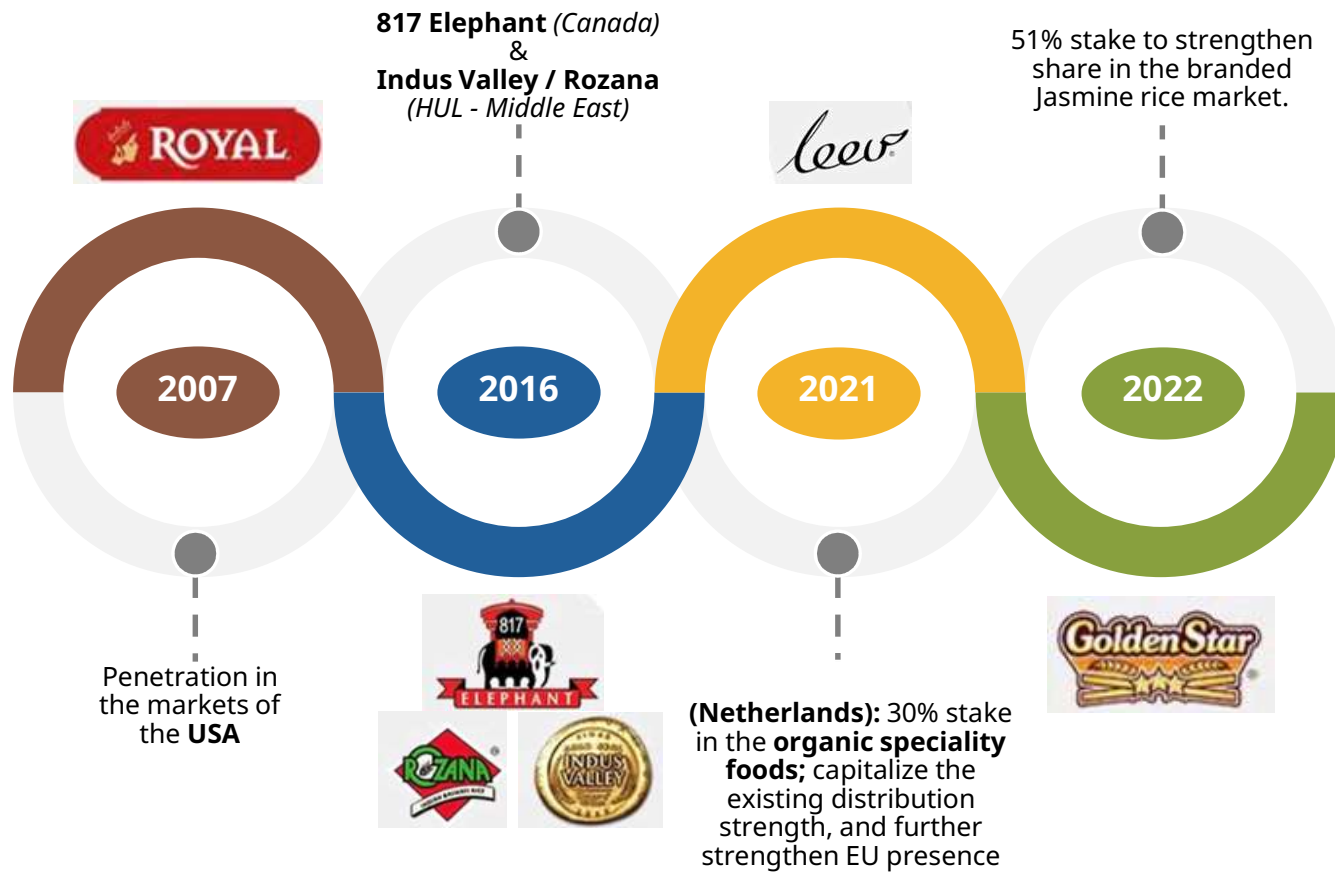 817 Elephant (Canada)
&
Indus Valley / Rozana
(HUL - Middle East)
51% stake to strengthen
share in the branded
Jasmine rice market.
ROYAL
leev
2007
2016
2021
2022
Penetration in
the markets of
the USA
817
ELEPHANT
ROZANA
INDUS
VALLEY
(Netherlands): 30% stake
in the organic speciality
foods; capitalize the
existing distribution
strength, and further
strengthen EU presence
Golden Star